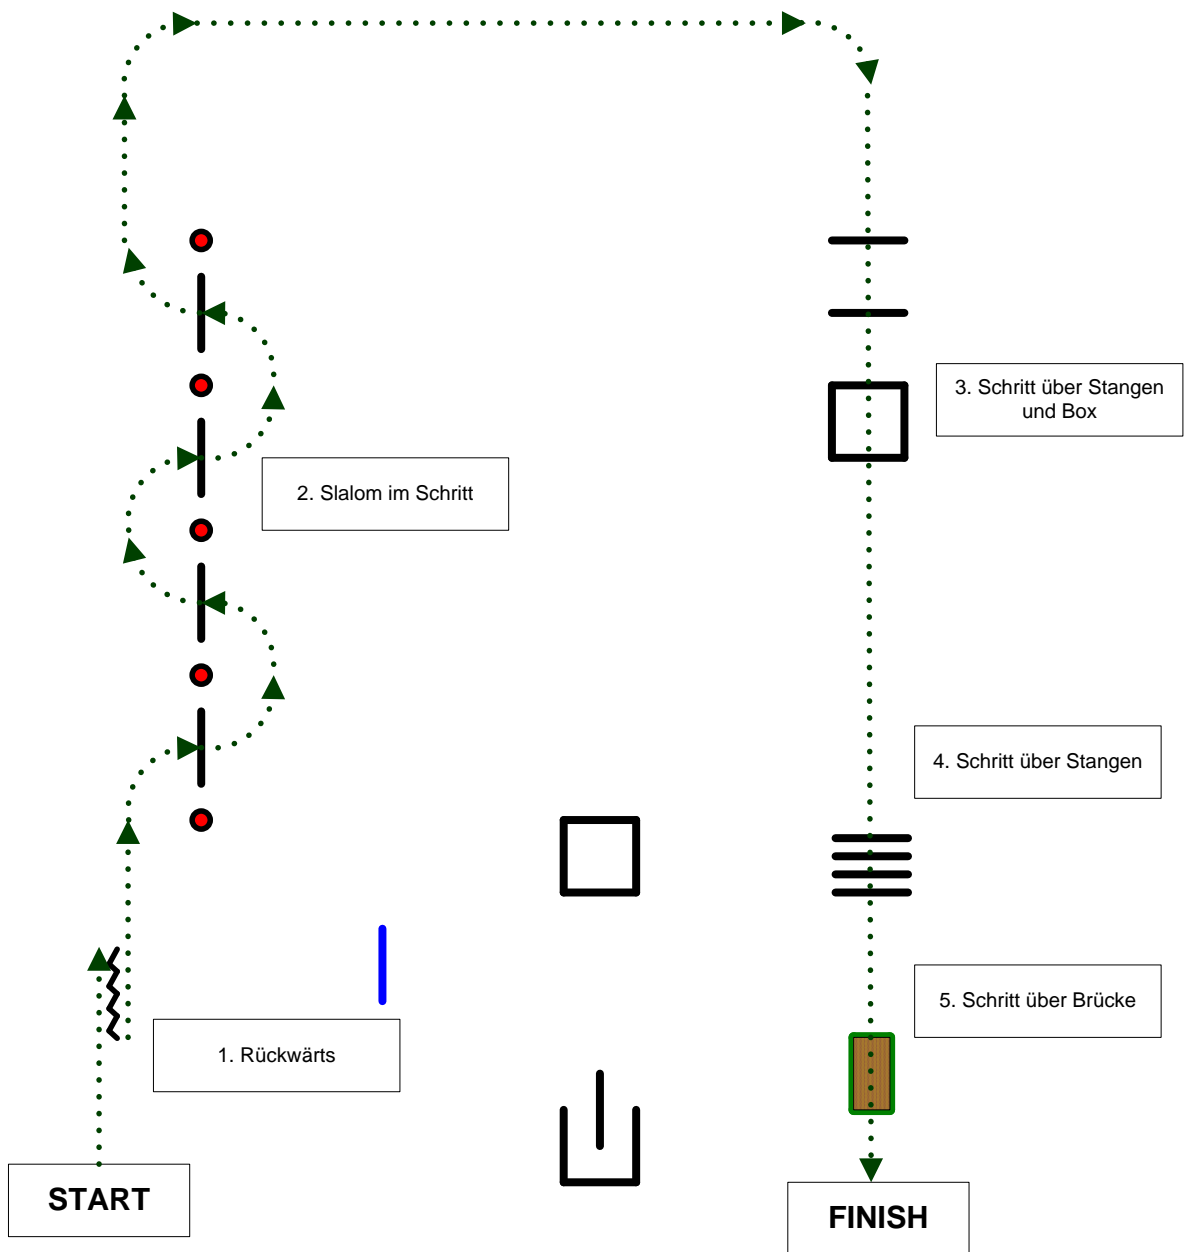 3. Schritt über Stangen
und Box
2. Slalom im Schritt
4. Schritt über Stangen
5. Schritt über Brücke
1. Rückwärts
START
FINISH